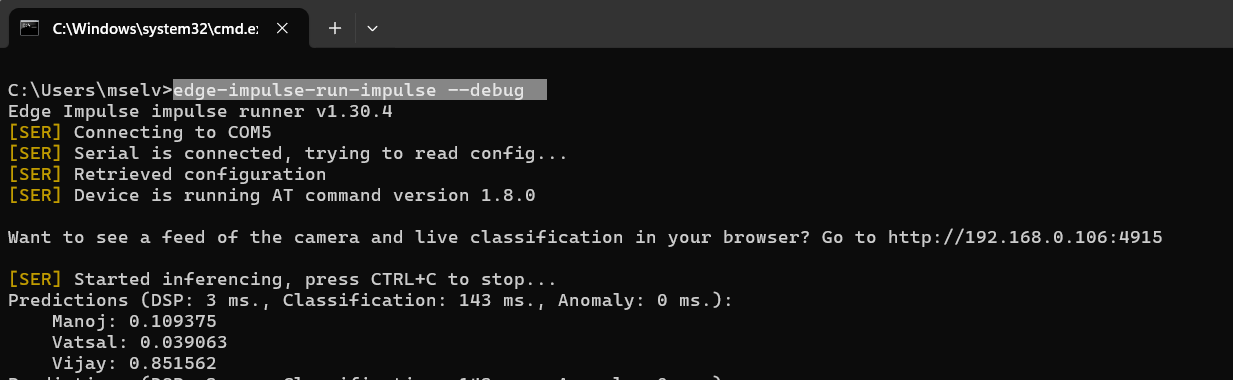 C:\Windows\system32\cmd.e
C:\Users\mselv>edge-impulse-run-impulse --debug
Edge Impulse impulse runner v1.30.4
[SER] Connecting to COM5
[SER] Serial is connected, trying to read config...
[SER] Retrieved configuration
[SER] Device is running AT command version 1.8.0
Want to see a feed of the camera and live classification in your browser? Go to http://192.168.0.106:4915
[SER] Started inferencing, press CTRL+C to stop...
Predictions (DSP: 3 ms., Classification: 143 ms., Anomaly: 0 ms.):
Manoj: 0.109375
Vatsal: 0.039063
Vijay: 0.851562